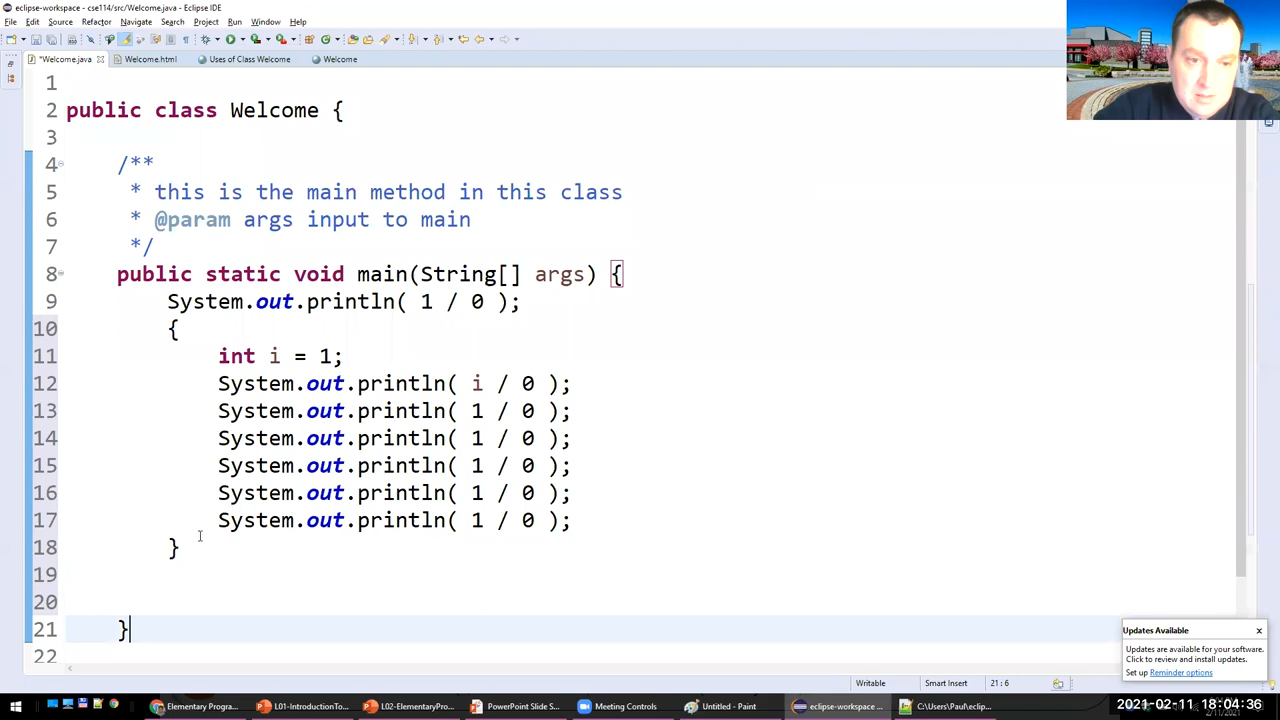 eclipse-workspace - cse114/src/Welcome.java - Eclipse IDE
File Edit Source Refactor Navigate Search Project Run Window Help
*Welcome.java Welcome.html Uses of Class Welcome Welcome
1
2 public class Welcome {
3
4 /**
5 * this is the main method in this class
6 * @param args input to main
7 */
8 public static void main(String[] args) {
9 System.out.println( 1 / 0 );
10 {
11 int i = 1;
12 System.out.println( i / 0 );
13 System.out.println( 1 / 0 );
14 System.out.println( 1 / 0 );
15 System.out.println( 1 / 0 );
16 System.out.println( 1 / 0 );
17 System.out.println( 1 / 0 );
18 }
19
20
21 }
22
Updates Available
Updates are available for your software.
Click to review and install updates.
Set up Reminder options
Writable Smart Insert 21 : 6
Elementary Progra... L01-IntroductionTo... L02-ElementaryPro... PowerPoint Slide S... Meeting Controls Untitled - Paint eclipse-workspace ... C:\Users\Paul\eclip...
2021-02-11 18:04:36